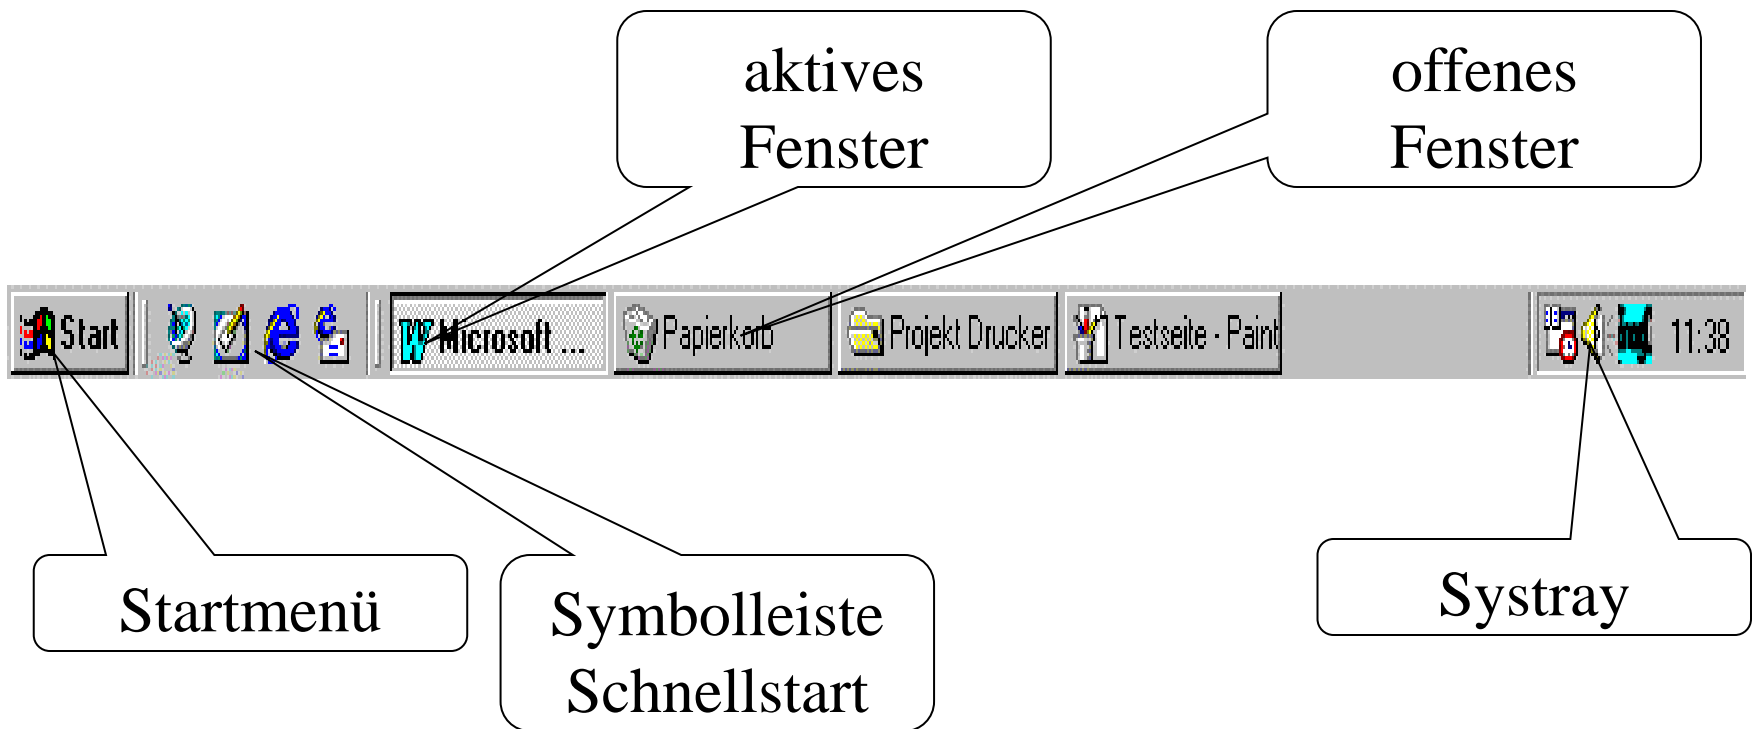 aktives
Fenster
offenes
Fenster
Start
Microsoft ...
Papierkorb
Projekt Drucker
Testseite - Paint
11:38
Startmenü
Symbolleiste
Schnellstart
Systray